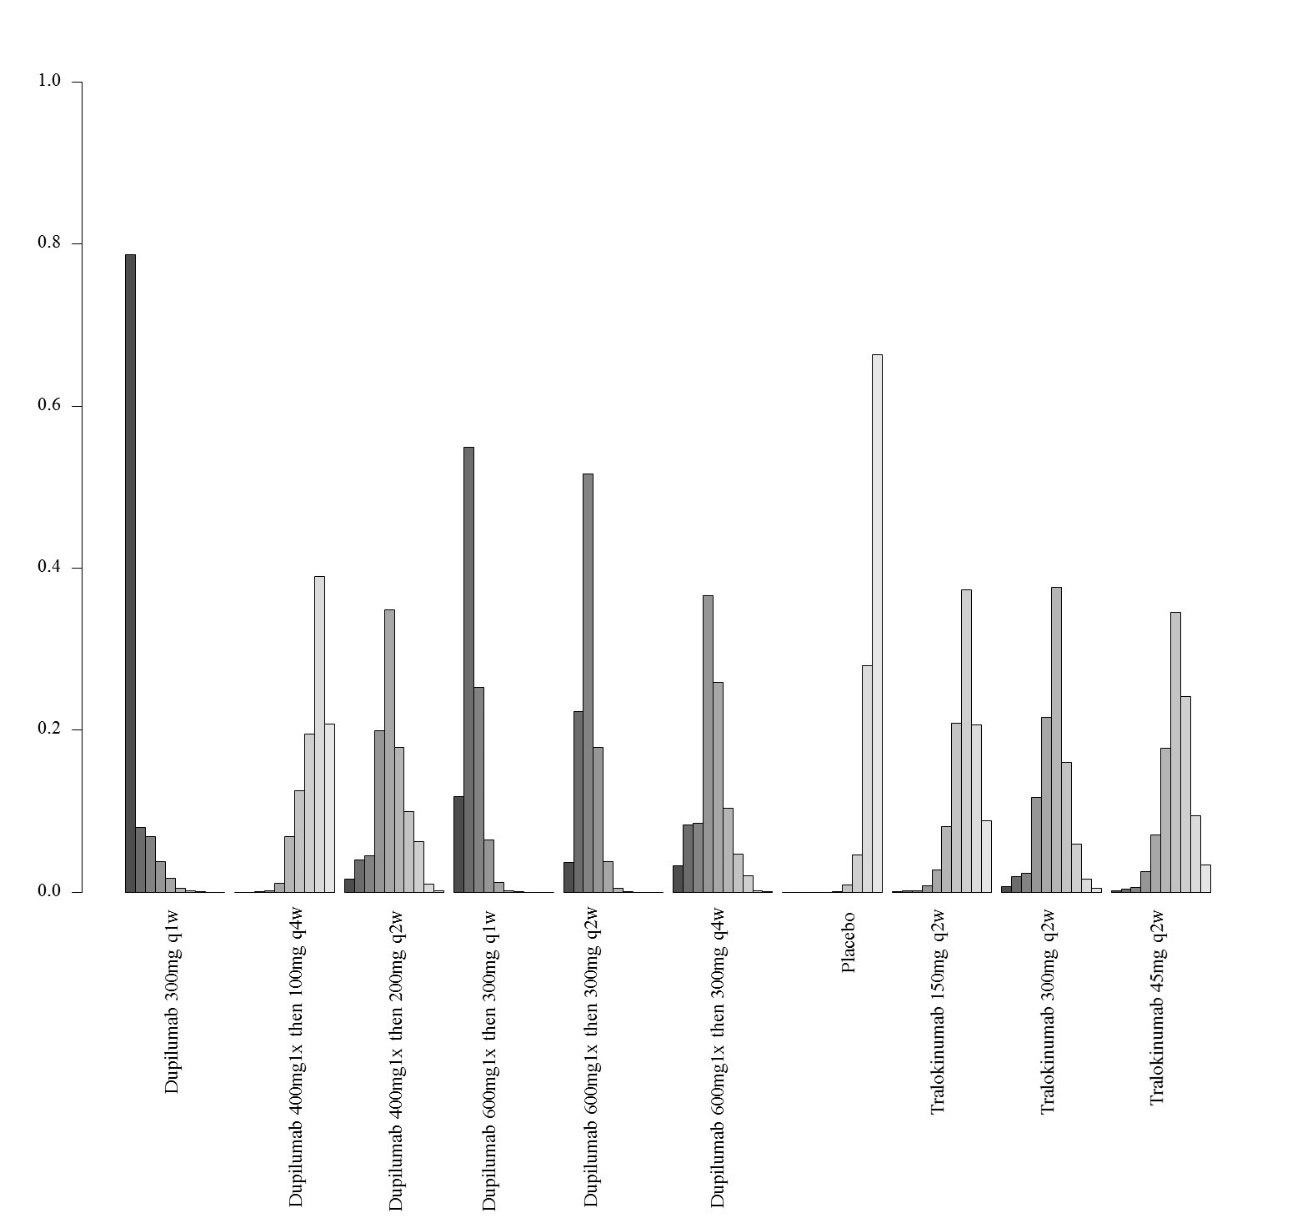 1.0
0.8
0.6
0.4
0.2
0.0
Dupilumab 300mg q1w
Dupilumab 400mg1x then 100mg q4w
Dupilumab 400mg1x then 200mg q2w
Dupilumab 600mg1x then 300mg q1w
Dupilumab 600mg1x then 300mg q2w
Dupilumab 600mg1x then 300mg q4w
Placebo
Tralokinumab 150mg q2w
Tralokinumab 300mg q2w
Tralokinumab 45mg q2w